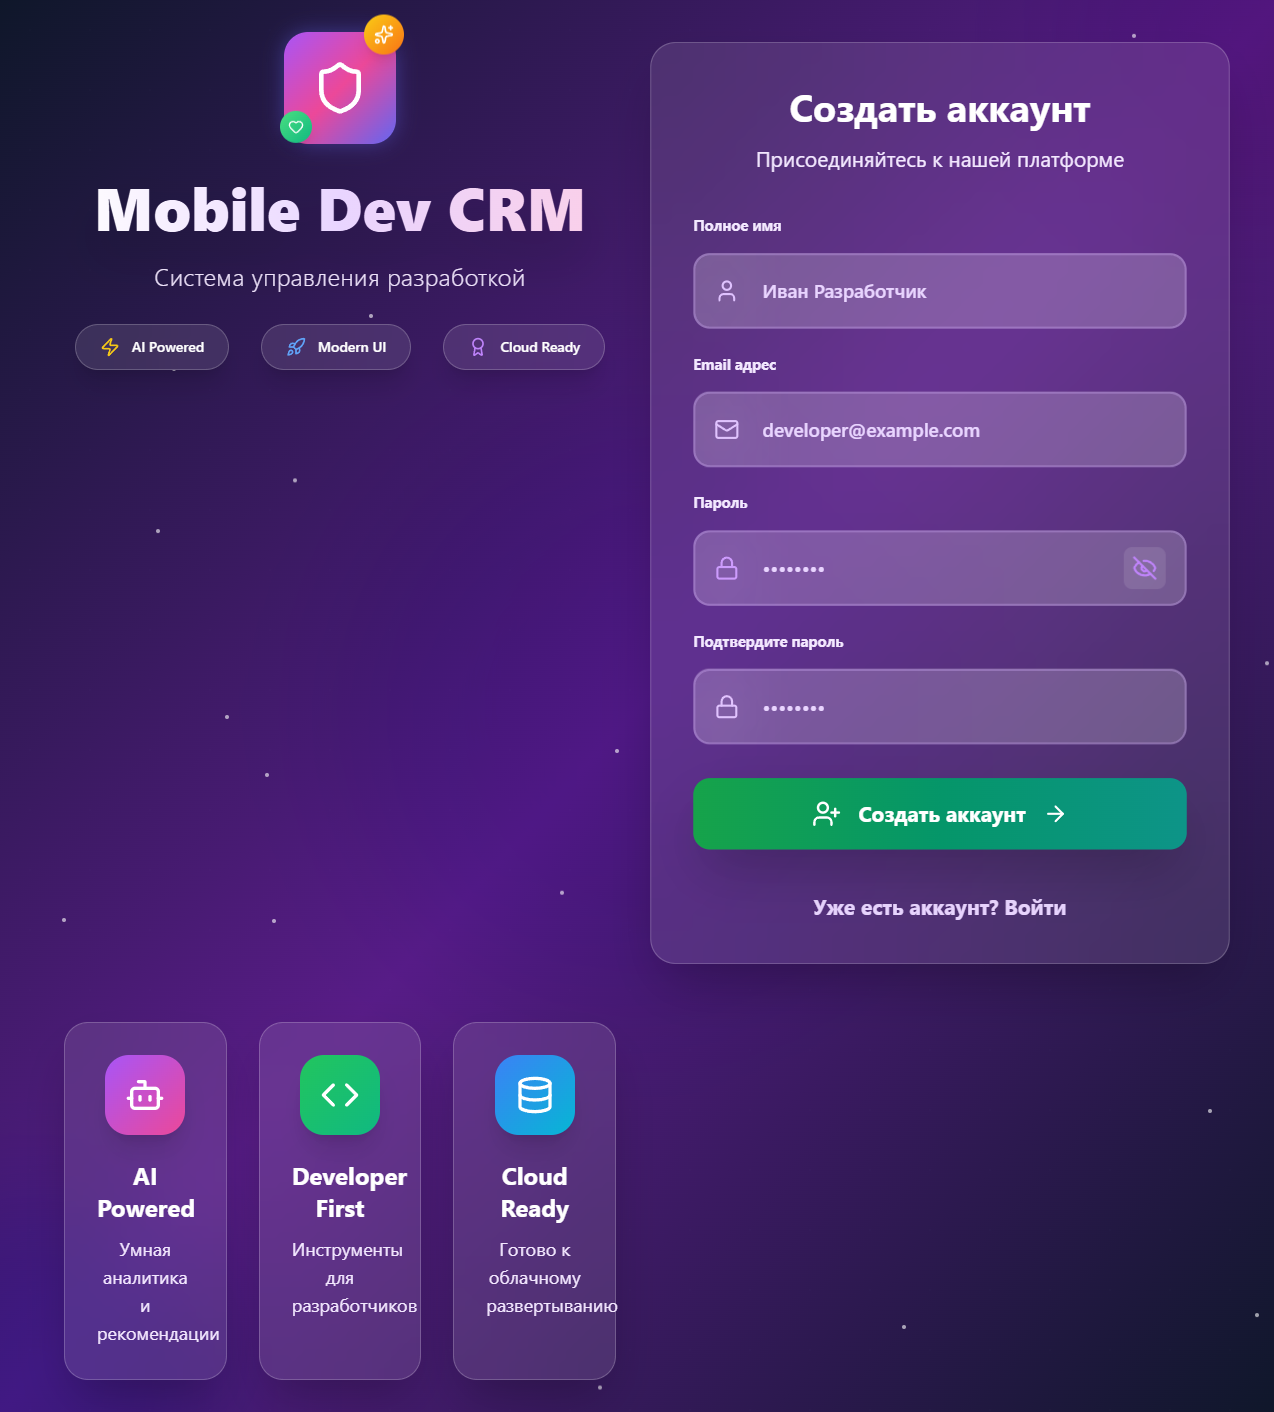 Mobile Dev CRM
Система управления разработкой
AI Powered
Modern UI
Cloud Ready
Создать аккаунт
Присоединяйтесь к нашей платформе
Полное имя
Иван Разработчик
Email адрес
developer@example.com
Пароль
••••••••
Подтвердите пароль
••••••••
Создать аккаунт
Уже есть аккаунт? Войти
AI
Powered
Умная
аналитика
и
рекомендации
Developer
First
Инструменты
для
разработчиков
Cloud
Ready
Готово к
облачному
развертыванию